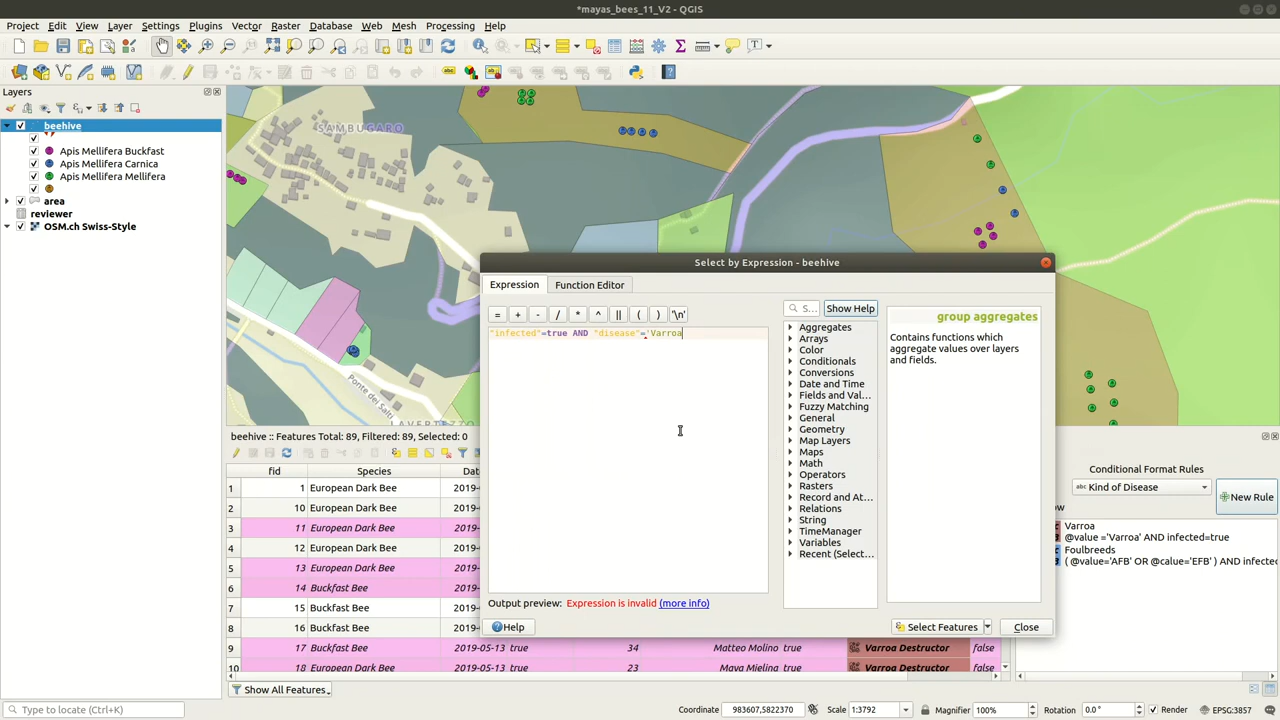 *mayas_bees_11_V2 - QGIS
Project Edit View Layer Settings Plugins Vector Raster Database Web Mesh Processing Help
Layers
beehive
Apis Mellifera Buckfast
Apis Mellifera Carnica
Apis Mellifera Mellifera
area
reviewer
OSM.ch Swiss-Style
SAMBUGARO
Ponte dei Salti
LAVERTEZZO
Select by Expression - beehive
Expression Function Editor
= + - / * ^ || ( ) '\n'
S… Show Help
"infected"=true AND "disease"='Varroa
Aggregates
Arrays
Color
Conditionals
Conversions
Date and Time
Fields and Val…
Fuzzy Matching
General
Geometry
Map Layers
Maps
Math
Operators
Rasters
Record and At…
Relations
String
TimeManager
Variables
Recent (Select…
group aggregates
Contains functions which
aggregate values over layers
and fields.
Output preview: Expression is invalid (more info)
Help Select Features Close
beehive :: Features Total: 89, Filtered: 89, Selected: 0
fid Species Da
1 1 European Dark Bee 2019-
2 10 European Dark Bee 2019-
3 11 European Dark Bee 2019-
4 12 European Dark Bee 2019-
5 13 European Dark Bee 2019-
6 14 Buckfast Bee 2019-
7 15 Buckfast Bee 2019-
8 16 Buckfast Bee 2019-
9 17 Buckfast Bee 2019-05-13 true 34 Matteo Molino true Varroa Destructor false
10 18 European Dark Bee 2019-05-13 true 23 Maya Mielina true Varroa Destructor false
Conditional Format Rules
abc Kind of Disease New Rule
ow
Varroa
@value ='Varroa' AND infected=true
Foulbreeds
( @value='AFB' OR @calue='EFB' ) AND infected
Show All Features
Type to locate (Ctrl+K) Coordinate 983607,5822370 Scale 1:3792 Magnifier 100% Rotation 0.0 ° Render EPSG:3857